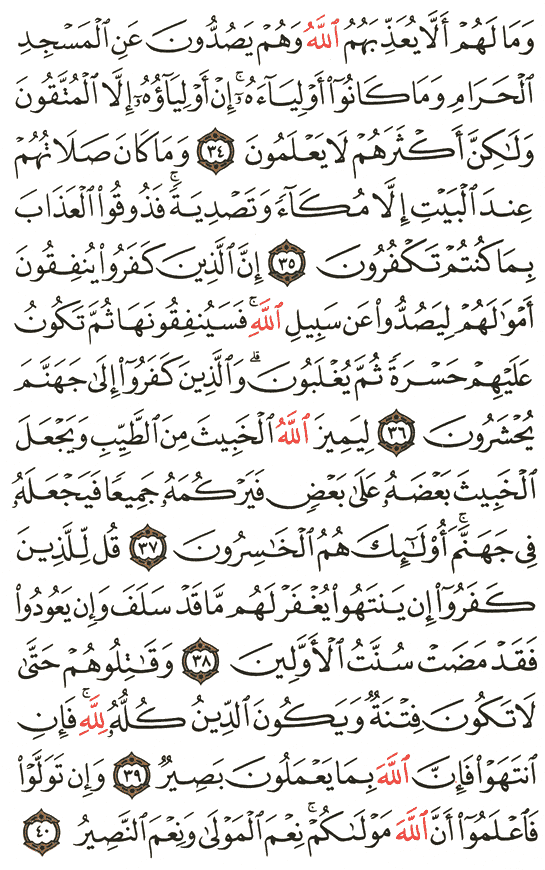 وَمَا لَهُمۡ أَلَّا يُعَذِّبَهُمُ ٱللَّهُ وَهُمۡ يَصُدُّونَ عَنِ ٱلۡمَسۡجِدِ
ٱلۡحَرَامِ وَمَا كَانُوٓاْ أَوۡلِيَآءَهُۥٓۚ إِنۡ أَوۡلِيَآؤُهُۥٓ إِلَّا ٱلۡمُتَّقُونَ
وَلَٰكِنَّ أَكۡثَرَهُمۡ لَا يَعۡلَمُونَ ٣٤ وَمَا كَانَ صَلَاتُهُمۡ
عِندَ ٱلۡبَيۡتِ إِلَّا مُكَآءٗ وَتَصۡدِيَةٗۚ فَذُوقُواْ ٱلۡعَذَابَ
بِمَا كُنتُمۡ تَكۡفُرُونَ ٣٥ إِنَّ ٱلَّذِينَ كَفَرُواْ يُنفِقُونَ
أَمۡوَٰلَهُمۡ لِيَصُدُّواْ عَن سَبِيلِ ٱللَّهِۚ فَسَيُنفِقُونَهَا ثُمَّ تَكُونُ
عَلَيۡهِمۡ حَسۡرَةٗ ثُمَّ يُغۡلَبُونَۗ وَٱلَّذِينَ كَفَرُوٓاْ إِلَىٰ جَهَنَّمَ
يُحۡشَرُونَ ٣٦ لِيَمِيزَ ٱللَّهُ ٱلۡخَبِيثَ مِنَ ٱلطَّيِّبِ وَيَجۡعَلَ
ٱلۡخَبِيثَ بَعۡضَهُۥ عَلَىٰ بَعۡضٖ فَيَرۡكُمَهُۥ جَمِيعٗا فَيَجۡعَلَهُۥ
فِي جَهَنَّمَۚ أُوْلَٰٓئِكَ هُمُ ٱلۡخَٰسِرُونَ ٣٧ قُل لِّلَّذِينَ
كَفَرُوٓاْ إِن يَنتَهُواْ يُغۡفَرۡ لَهُم مَّا قَدۡ سَلَفَ وَإِن يَعُودُواْ
فَقَدۡ مَضَتۡ سُنَّتُ ٱلۡأَوَّلِينَ ٣٨ وَقَٰتِلُوهُمۡ حَتَّىٰ
لَا تَكُونَ فِتۡنَةٞ وَيَكُونَ ٱلدِّينُ كُلُّهُۥ لِلَّهِۚ فَإِنِ
ٱنتَهَوۡاْ فَإِنَّ ٱللَّهَ بِمَا يَعۡمَلُونَ بَصِيرٞ ٣٩ وَإِن تَوَلَّوۡاْ
فَٱعۡلَمُوٓاْ أَنَّ ٱللَّهَ مَوۡلَىٰكُمۡۚ نِعۡمَ ٱلۡمَوۡلَىٰ وَنِعۡمَ ٱلنَّصِيرُ ٤٠